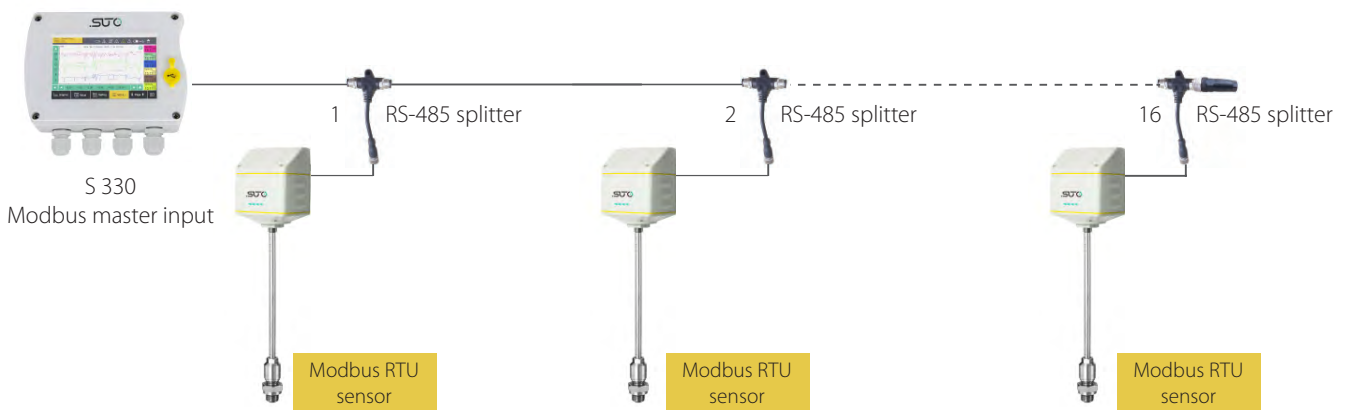 SUTO
1 RS-485 splitter
2 RS-485 splitter
16 RS-485 splitter
S 330
Modbus master input
SUTO
SUTO
SUTO
Modbus RTU
sensor
Modbus RTU
sensor
Modbus RTU
sensor